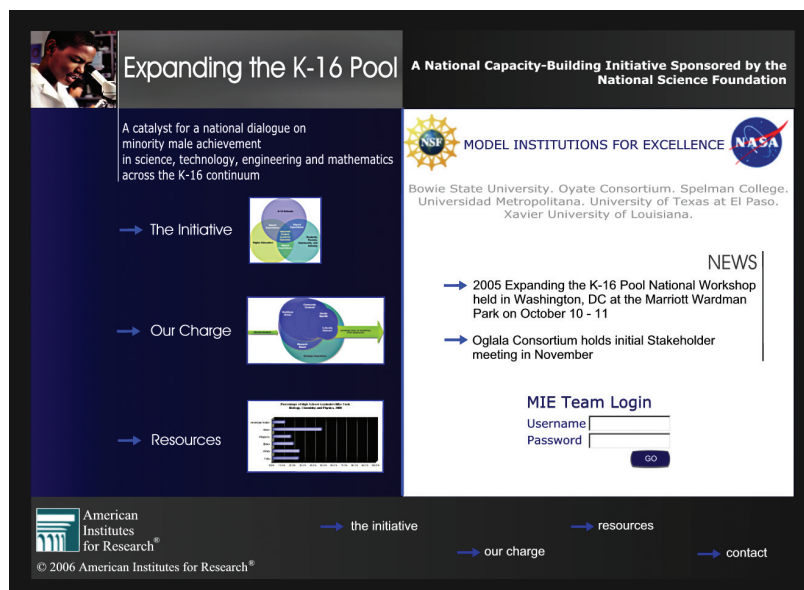 Expanding the K-16 Pool
A National Capacity-Building Initiative Sponsored by the
National Science Foundation
A catalyst for a national dialogue on
minority male achievement
in science, technology, engineering and mathematics
across the K-16 continuum
The Initiative
Our Charge
Resources
NSF
MODEL INSTITUTIONS FOR EXCELLENCE
NASA
Bowie State University. Oyate Consortium. Spelman College.
Universidad Metropolitana. University of Texas at El Paso.
Xavier University of Louisiana.
NEWS
2005 Expanding the K-16 Pool National Workshop
held in Washington, DC at the Marriott Wardman
Park on October 10 - 11
Oglala Consortium holds initial Stakeholder
meeting in November
MIE Team Login
Username
Password
GO
American
Institutes
for Research®
© 2006 American Institutes for Research®
the initiative
resources
our charge
contact